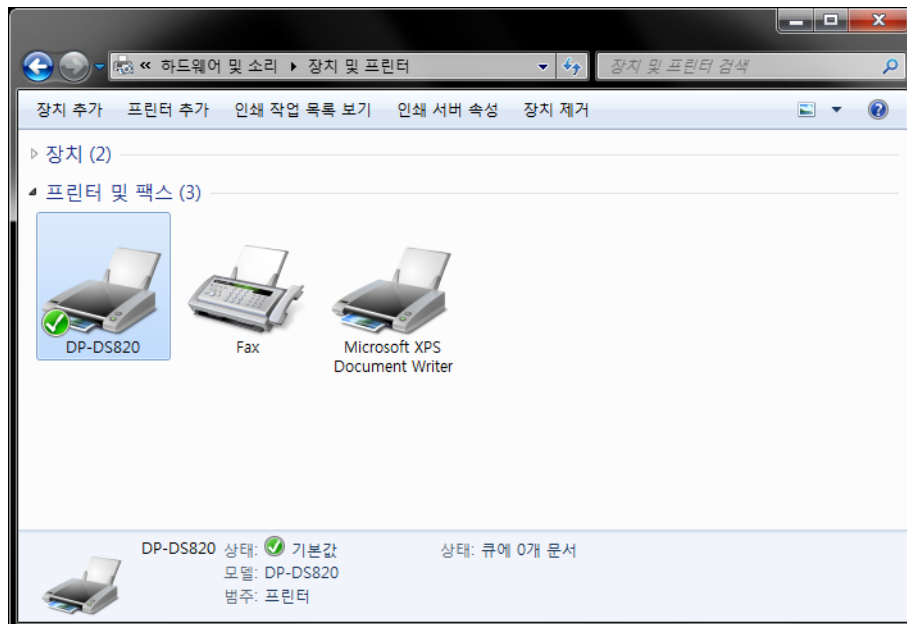 « 하드웨어 및 소리 ▸ 장치 및 프린터 장치 및 프린터 검색
장치 추가 프린터 추가 인쇄 작업 목록 보기 인쇄 서버 속성 장치 제거
장치 (2)
프린터 및 팩스 (3)
DP-DS820
Fax
Microsoft XPS
Document Writer
DP-DS820 상태: 기본값 상태: 큐에 0개 문서
모델: DP-DS820
범주: 프린터